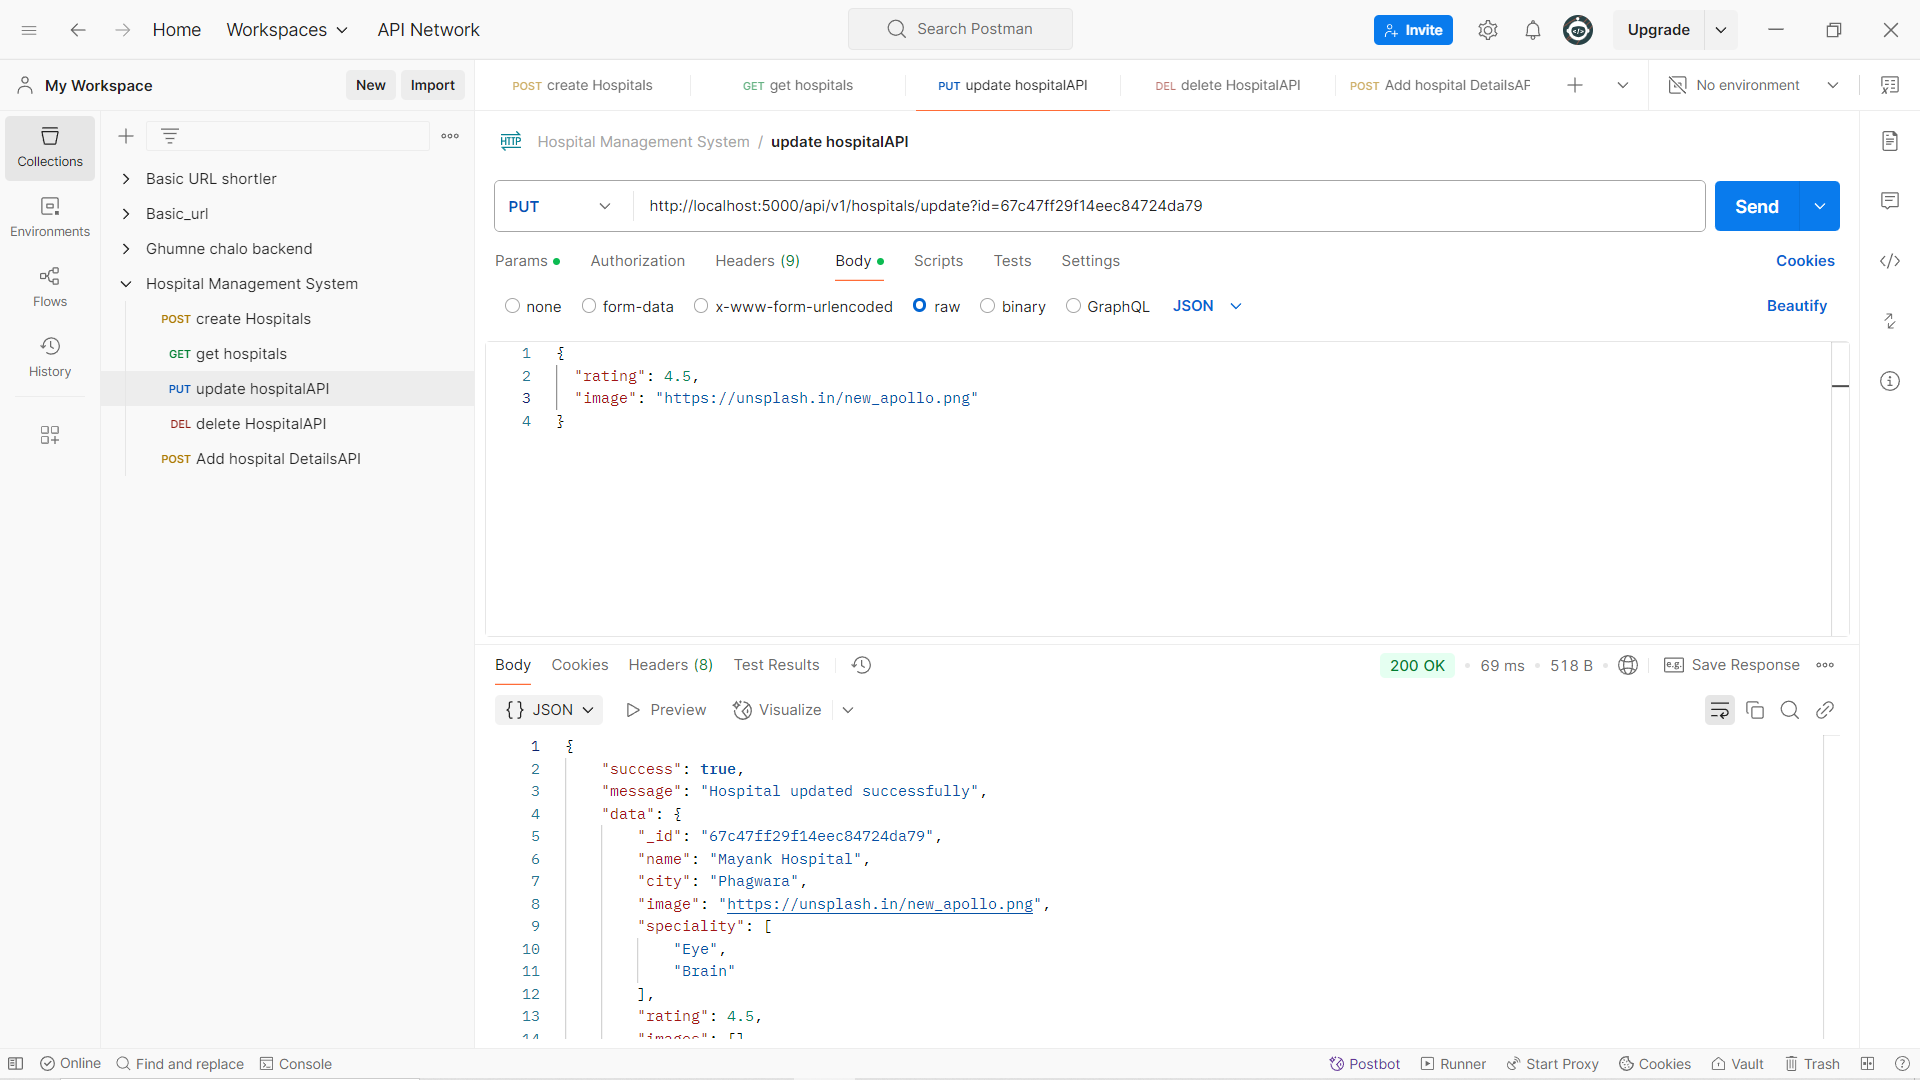 Home Workspaces API Network Search Postman Invite Upgrade
My Workspace New Import
POST create Hospitals GET get hospitals PUT update hospitalAPI DEL delete HospitalAPI POST Add hospital DetailsAP No environment
Collections
Environments
Flows
History
Basic URL shortler
Basic_url
Ghumne chalo backend
Hospital Management System
POST create Hospitals
GET get hospitals
PUT update hospitalAPI
DEL delete HospitalAPI
POST Add hospital DetailsAPI
HTTP Hospital Management System / update hospitalAPI
PUT http://localhost:5000/api/v1/hospitals/update?id=67c47ff29f14eec84724da79 Send
Params Authorization Headers (9) Body Scripts Tests Settings Cookies
none form-data x-www-form-urlencoded raw binary GraphQL JSON Beautify
1 {
2 "rating": 4.5,
3 "image": "https://unsplash.in/new_apollo.png"
4 }
Body Cookies Headers (8) Test Results 200 OK 69 ms 518 B e.g. Save Response
{} JSON Preview Visualize
1 {
2 "success": true,
3 "message": "Hospital updated successfully",
4 "data": {
5 "_id": "67c47ff29f14eec84724da79",
6 "name": "Mayank Hospital",
7 "city": "Phagwara",
8 "image": "https://unsplash.in/new_apollo.png",
9 "speciality": [
10 "Eye",
11 "Brain"
12 ],
13 "rating": 4.5,
14 "images": []
Online Find and replace Console Postbot Runner Start Proxy Cookies Vault Trash